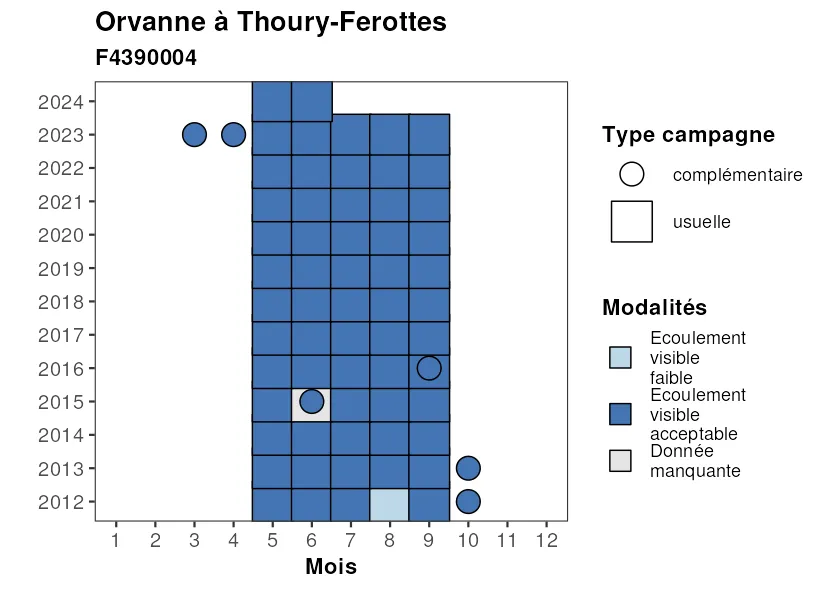 Orvanne à Thoury-Ferottes
F4390004
2024
2023
2022
2021
2020
2019
2018
2017
2016
2015
2014
2013
2012
1 2 3 4 5 6 7 8 9 10 11 12
Mois
Type campagne
complémentaire
usuelle
Modalités
Ecoulement
visible
faible
Ecoulement
visible
acceptable
Donnée
manquante